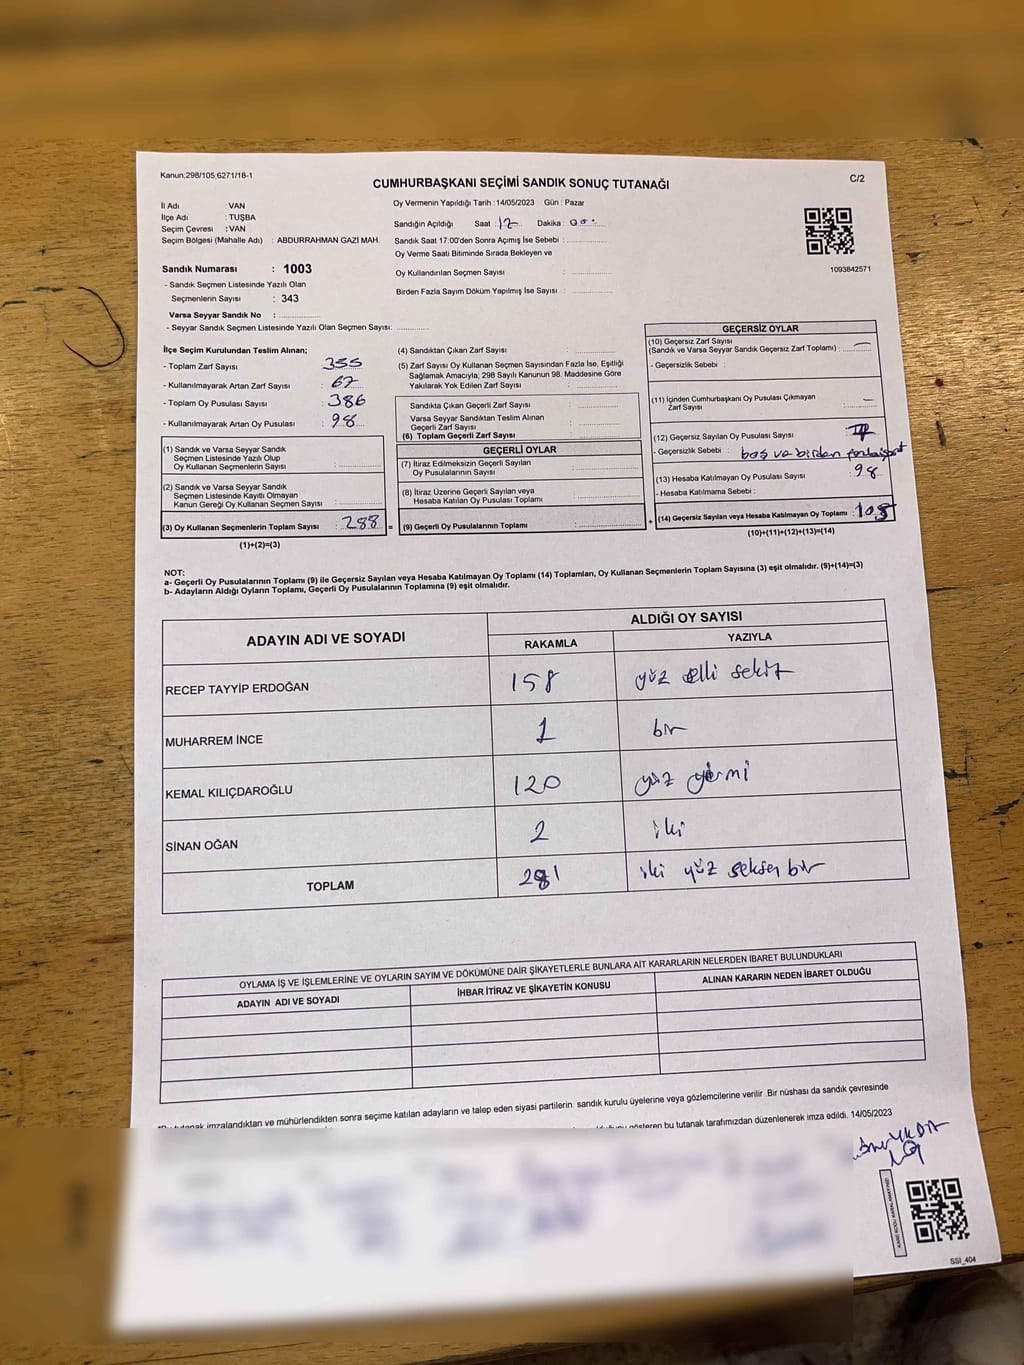 Kanun;298/105;6271/18-1
C/2
CUMHURBAŞKANI SEÇİMİ SANDIK SONUÇ TUTANAĞI
İl Adı : VAN
İlçe Adı : TUŞBA
Seçim Çevresi : VAN
Seçim Bölgesi (Mahalle Adı) : ABDURRAHMAN GAZI MAH.
Oy Vermenin Yapıldığı Tarih : 14/05/2023 Gün : Pazar
Sandığın Açıldığı Saat : 17 Dakika : 00
Sandık Saat 17:00'den Sonra Açmış İse Sebebi :
Oy Verme Saati Bitiminde Sırada Bekleyen ve
Oy Kullandırılan Seçmen Sayısı :
Birden Fazla Sayım Döküm Yapılmış İse Sayısı :
1093842571
Sandık Numarası : 1003
- Sandık Seçmen Listesinde Yazılı Olan
Seçmenlerin Sayısı : 343
Varsa Seyyar Sandık No :
- Seyyar Sandık Seçmen Listesinde Yazılı Olan Seçmen Sayısı:
İlçe Seçim Kurulundan Teslim Alınan;
- Toplam Zarf Sayısı : 355
- Kullanılmayarak Artan Zarf Sayısı : 67
- Toplam Oy Pusulası Sayısı : 386
- Kullanılmayarak Artan Oy Pusulası : 98
(1) Sandık ve Varsa Seyyar Sandık
Seçmen Listesinde Yazılı Olup
Oy Kullanan Seçmenlerin Sayısı :
(2) Sandık ve Varsa Seyyar Sandık
Seçmen Listesinde Kayıtlı Olmayan
Kanun Gereği Oy Kullanan Seçmen Sayısı :
(3) Oy Kullanan Seçmenlerin Toplam Sayısı : 288 =
(1)+(2)=(3)
(4) Sandıktan Çıkan Zarf Sayısı :
(5) Zarf Sayısı Oy Kullanan Seçmen Sayısından Fazla İse, Eşitliği
Sağlamak Amacıyla; 298 Sayılı Kanunun 98. Maddesine Göre
Yakılarak Yok Edilen Zarf Sayısı :
Sandıkta Çıkan Geçerli Zarf Sayısı :
Varsa Seyyar Sandıktan Teslim Alınan
Geçerli Zarf Sayısı :
(6) Toplam Geçerli Zarf Sayısı :
GEÇERLİ OYLAR
(7) İtiraz Edilmeksizin Geçerli Sayılan
Oy Pusulalarının Sayısı :
(8) İtiraz Üzerine Geçerli Sayılan veya
Hesaba Katılan Oy Pusulası Toplamı :
(9) Geçerli Oy Pusulalarının Toplamı : +
GEÇERSİZ OYLAR
(10) Geçersiz Zarf Sayısı
(Sandık ve Varsa Seyyar Sandık Geçersiz Zarf Toplamı) : —
- Geçersizlik Sebebi :
(11) İçinden Cumhurbaşkanı Oy Pusulası Çıkmayan
Zarf Sayısı : —
(12) Geçersiz Sayılan Oy Pusulası Sayısı :
- Geçersizlik Sebebi : boş ve birden
(13) Hesaba Katılmayan Oy Pusulası Sayısı : 98
- Hesaba Katılmama Sebebi :
(14) Geçersiz Sayılan veya Hesaba Katılmayan Oy Toplamı : 105
(10)+(11)+(12)+(13)=(14)
NOT:
a- Geçerli Oy Pusulalarının Toplamı (9) ile Geçersiz Sayılan veya Hesaba Katılmayan Oy Toplamı (14) Toplamları, Oy Kullanan Seçmenlerin Toplam Sayısına (3) eşit olmalıdır. (9)+(14)=(3)
b- Adayların Aldığı Oyların Toplamı, Geçerli Oy Pusulalarının Toplamına (9) eşit olmalıdır.
ADAYIN ADI VE SOYADI
ALDIĞI OY SAYISI
RAKAMLA YAZIYLA
RECEP TAYYİP ERDOĞAN 158 yüz elli sekiz
MUHARREM İNCE 1 bir
KEMAL KILIÇDAROĞLU 120 yüz yirmi
SİNAN OĞAN 2 iki
TOPLAM 281 iki yüz seksen bir
OYLAMA İŞ VE İŞLEMLERİNE VE OYLARIN SAYIM VE DÖKÜMÜNE DAİR ŞİKAYETLERLE BUNLARA AİT KARARLARIN NELERDEN İBARET BULUNDUKLARI
ADAYIN ADI VE SOYADI İHBAR İTİRAZ VE ŞİKAYETİN KONUSU ALINAN KARARIN NEDEN İBARET OLDUĞU
imzalandıktan ve mühürlendikten sonra seçime katılan adayların ve talep eden siyasi partilerin sandık kurulu üyelerine veya gözlemcilerine verilir .Bir nüshası da sandık çevresinde
gösteren bu tutanak tarafımızdan düzenlenerek imza edildi. 14/05/2023
SSİ_404